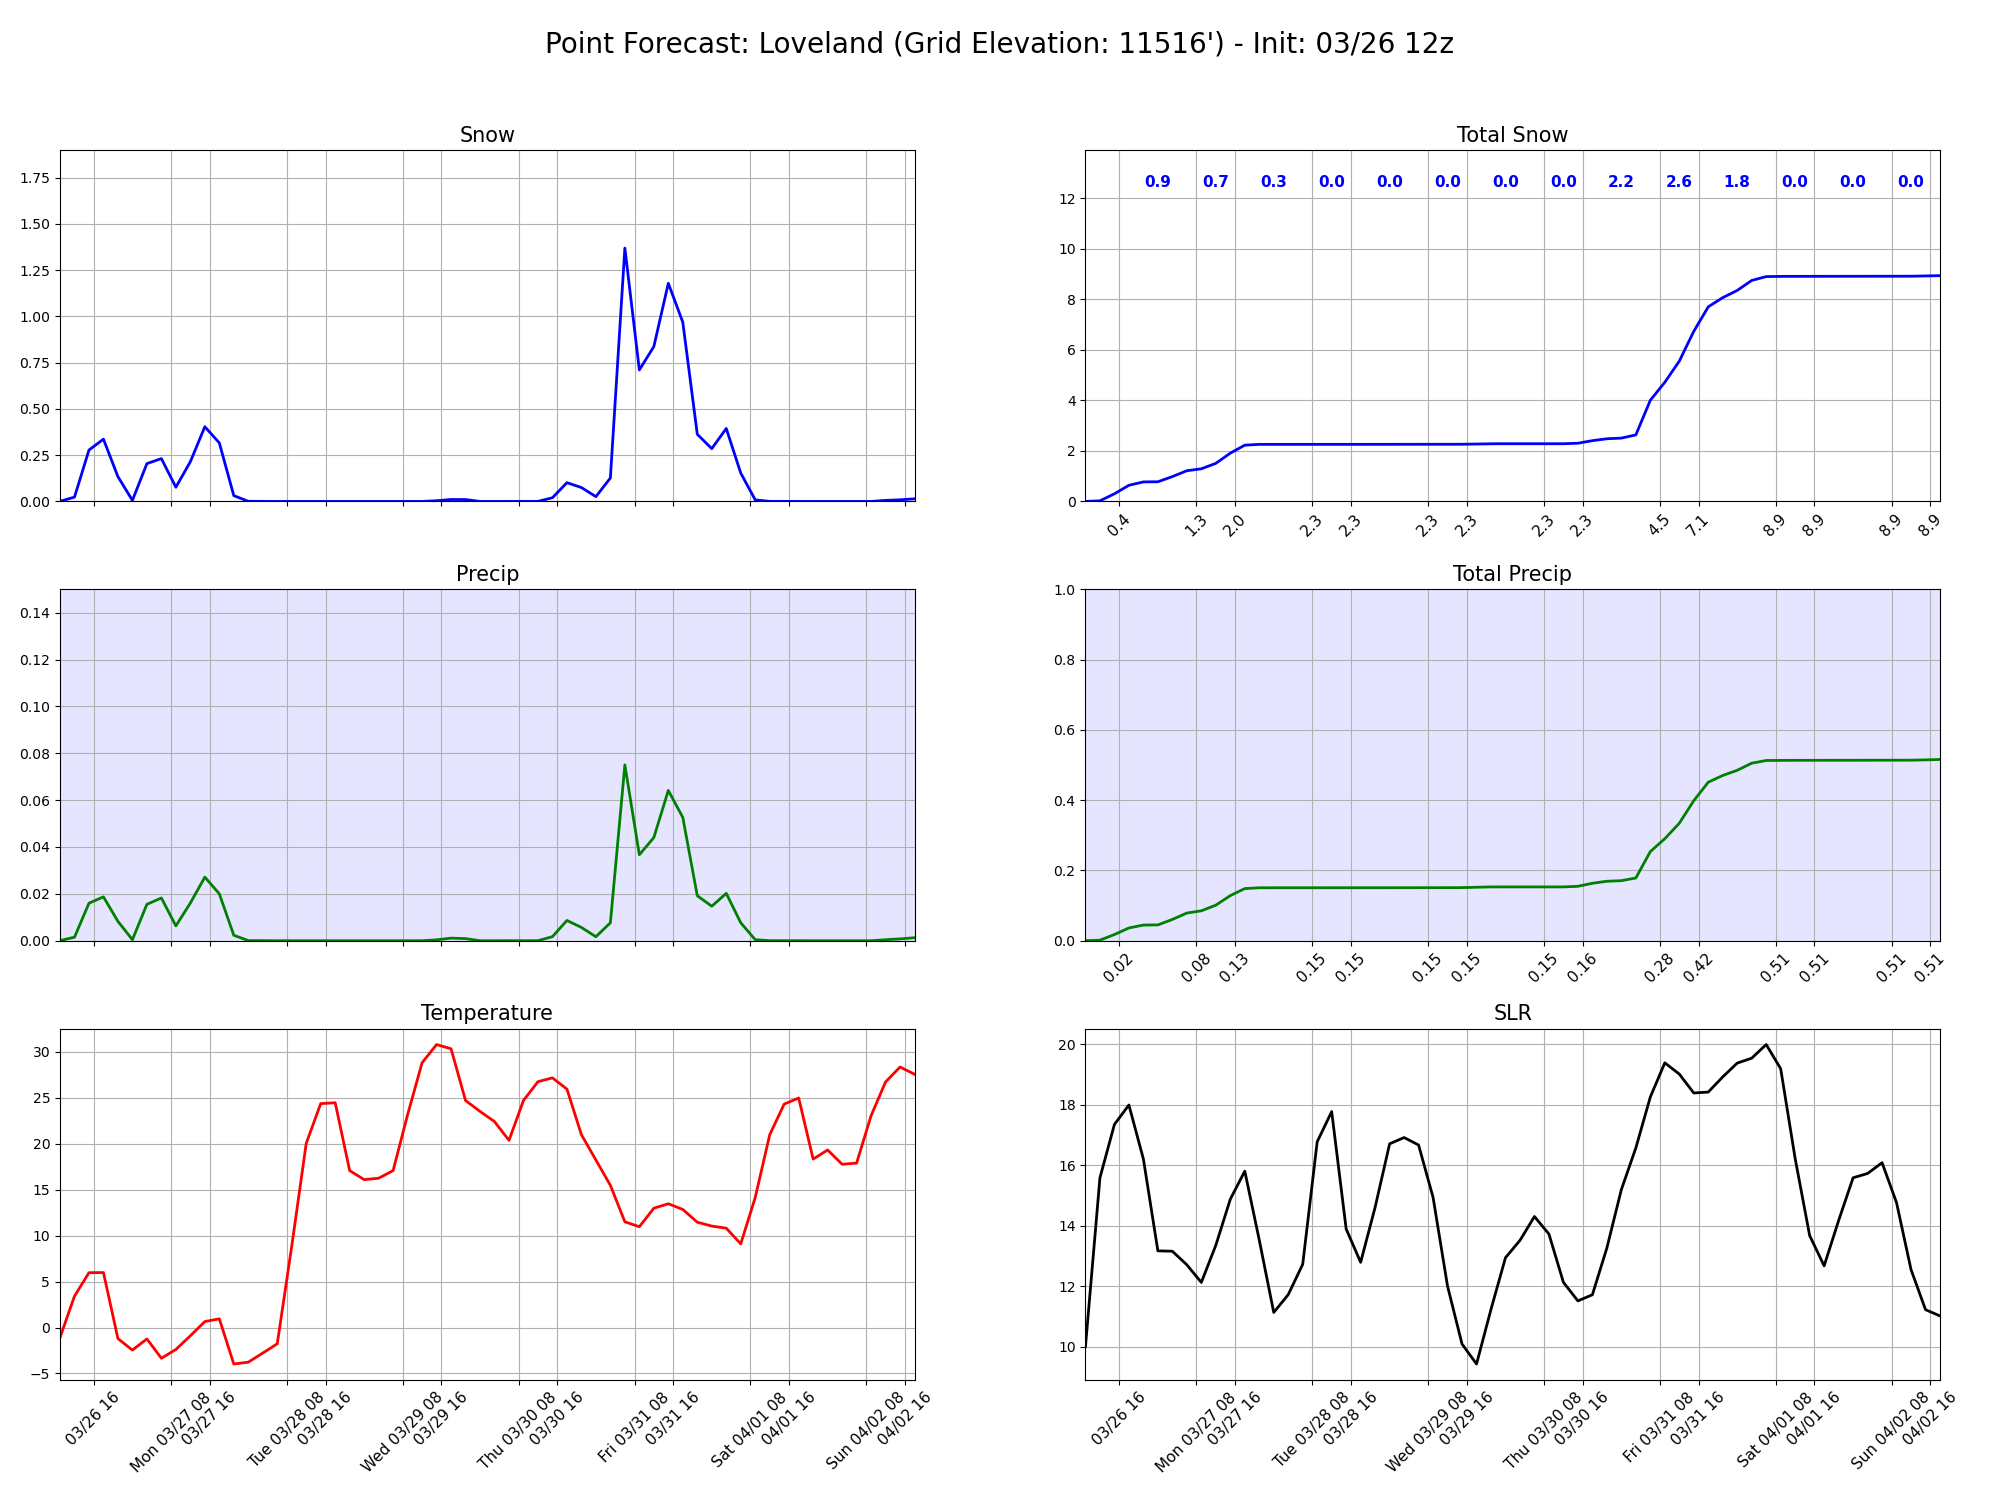 Point Forecast: Loveland (Grid Elevation: 11516') - Init: 03/26 12z
Snow
1.75
1.50
1.25
1.00
0.75
0.50
0.25
0.00
Total Snow
0.9 0.7 0.3 0.0 0.0 0.0 0.0 0.0 2.2 2.6 1.8 0.0 0.0 0.0
12
10
8
6
4
2
0
0.4 1.3 2.0 2.3 2.3 2.3 2.3 2.3 2.3 4.5 7.1 8.9 8.9 8.9 8.9
Precip
0.14
0.12
0.10
0.08
0.06
0.04
0.02
0.00
Total Precip
1.0
0.8
0.6
0.4
0.2
0.0
0.02 0.08 0.13 0.15 0.15 0.15 0.15 0.15 0.16 0.28 0.42 0.51 0.51 0.51 0.51
Temperature
30
25
20
15
10
5
0
−5
03/26 16
Mon 03/27 08
03/27 16
Tue 03/28 08
03/28 16
Wed 03/29 08
03/29 16
Thu 03/30 08
03/30 16
Fri 03/31 08
03/31 16
Sat 04/01 08
04/01 16
Sun 04/02 08
04/02 16
SLR
20
18
16
14
12
10
03/26 16
Mon 03/27 08
03/27 16
Tue 03/28 08
03/28 16
Wed 03/29 08
03/29 16
Thu 03/30 08
03/30 16
Fri 03/31 08
03/31 16
Sat 04/01 08
04/01 16
Sun 04/02 08
04/02 16